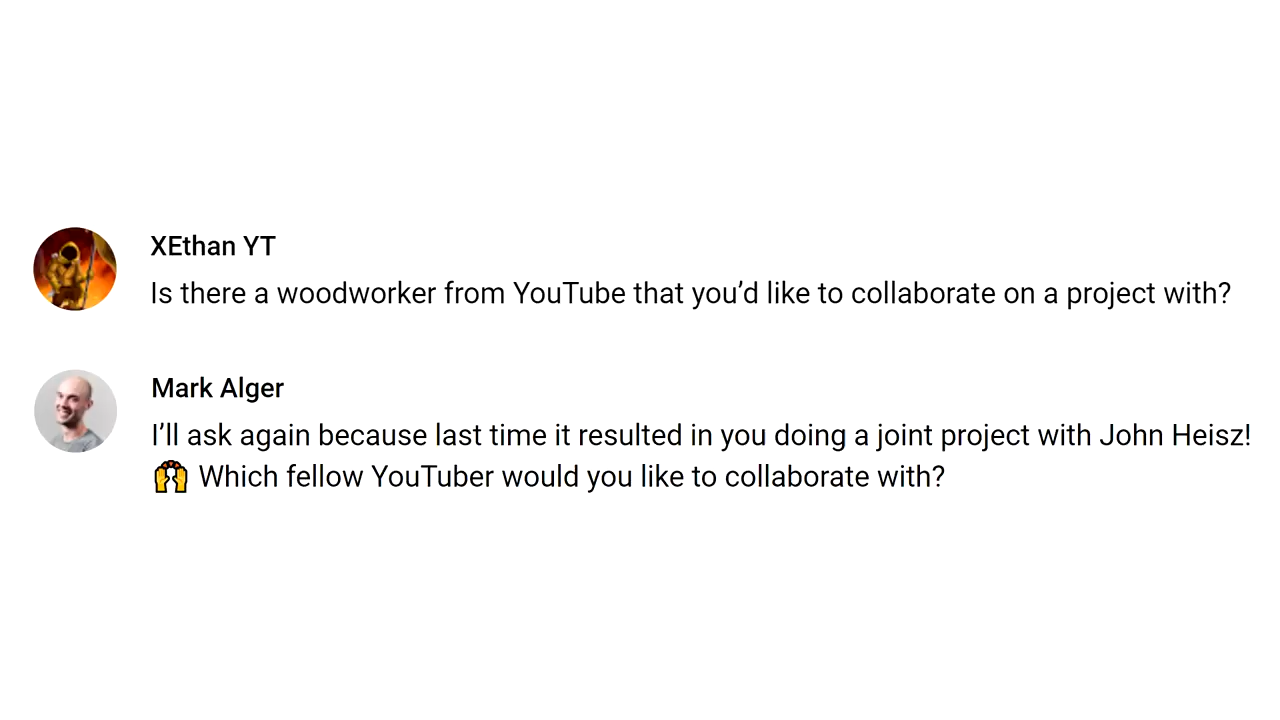 XEthan YT
Is there a woodworker from YouTube that you’d like to collaborate on a project with?
Mark Alger
I’ll ask again because last time it resulted in you doing a joint project with John Heisz!
🙌 Which fellow YouTuber would you like to collaborate with?